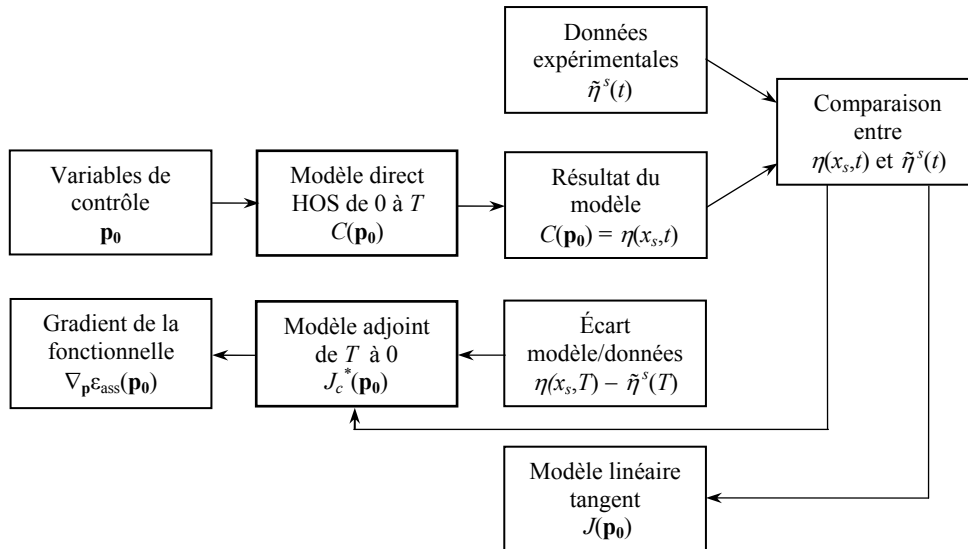 Données
expérimentales
η̃ˢ(t)
Comparaison
entre
η(xₛ,t) et η̃ˢ(t)
Variables de
contrôle
p₀
Modèle direct
HOS de 0 à T
C(p₀)
Résultat du
modèle
C(p₀) = η(xₛ,t)
Gradient de la
fonctionnelle
∇ₚεₐₛₛ(p₀)
Modèle adjoint
de T à 0
J_c*(p₀)
Écart
modèle/données
η(xₛ,T) − η̃ˢ(T)
Modèle linéaire
tangent
J(p₀)